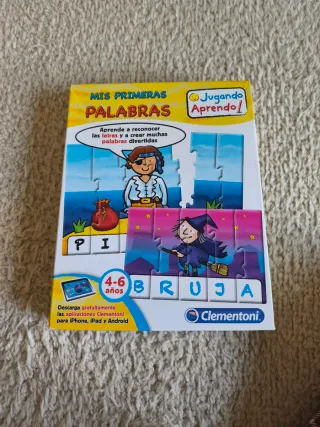 MIS PRIMERAS
PALABRAS
Jugando
Aprendo!
Aprende a reconocer
las letras y a crear muchas
palabras divertidas
P I
B R U J A
4-6
años
Descarga gratuitamente
las aplicaciones Clementoni
para iPhone, iPad y Android
Clementoni